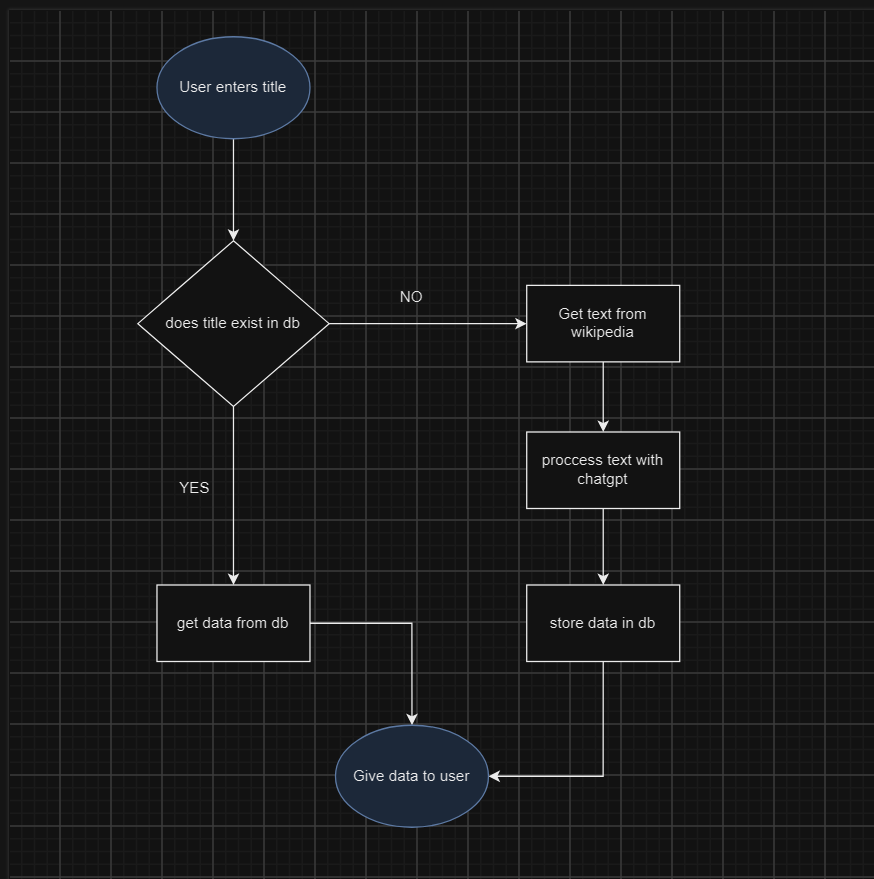 User enters title
does title exist in db
NO
Get text from
wikipedia
proccess text with
chatgpt
YES
get data from db
store data in db
Give data to user